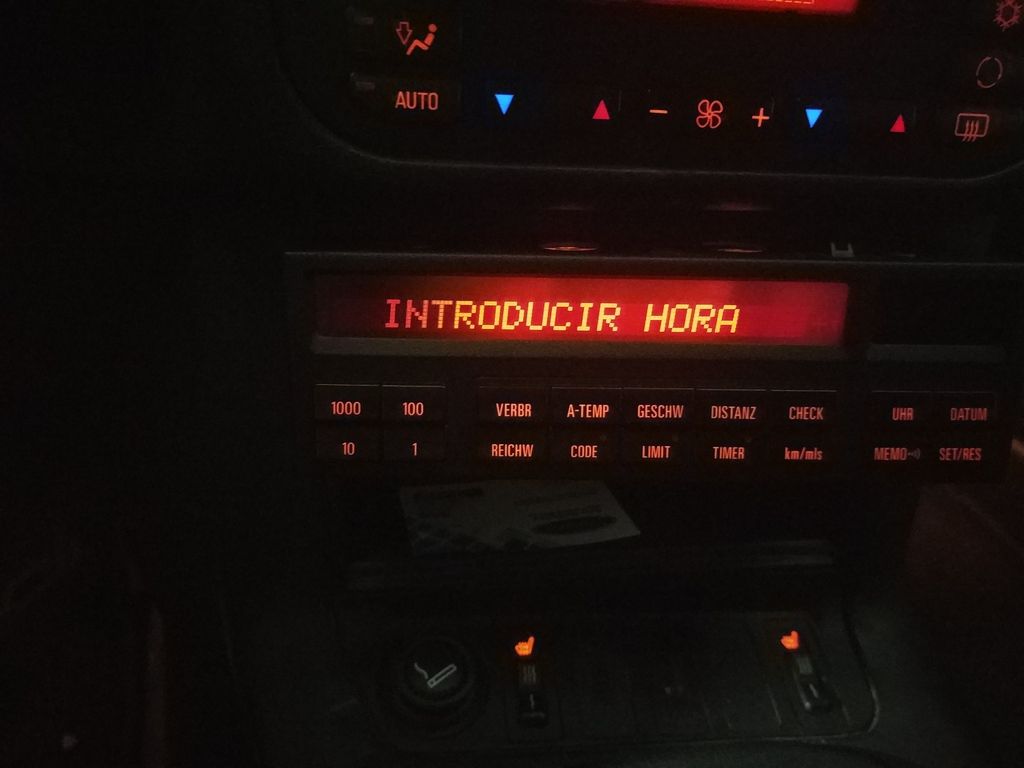 AUTO
- +
INTRODUCIR HORA
1000 100 VERBR A-TEMP GESCHW DISTANZ CHECK UHR DATUM
10 1 REICHW CODE LIMIT TIMER km/mls MEMO SET/RES